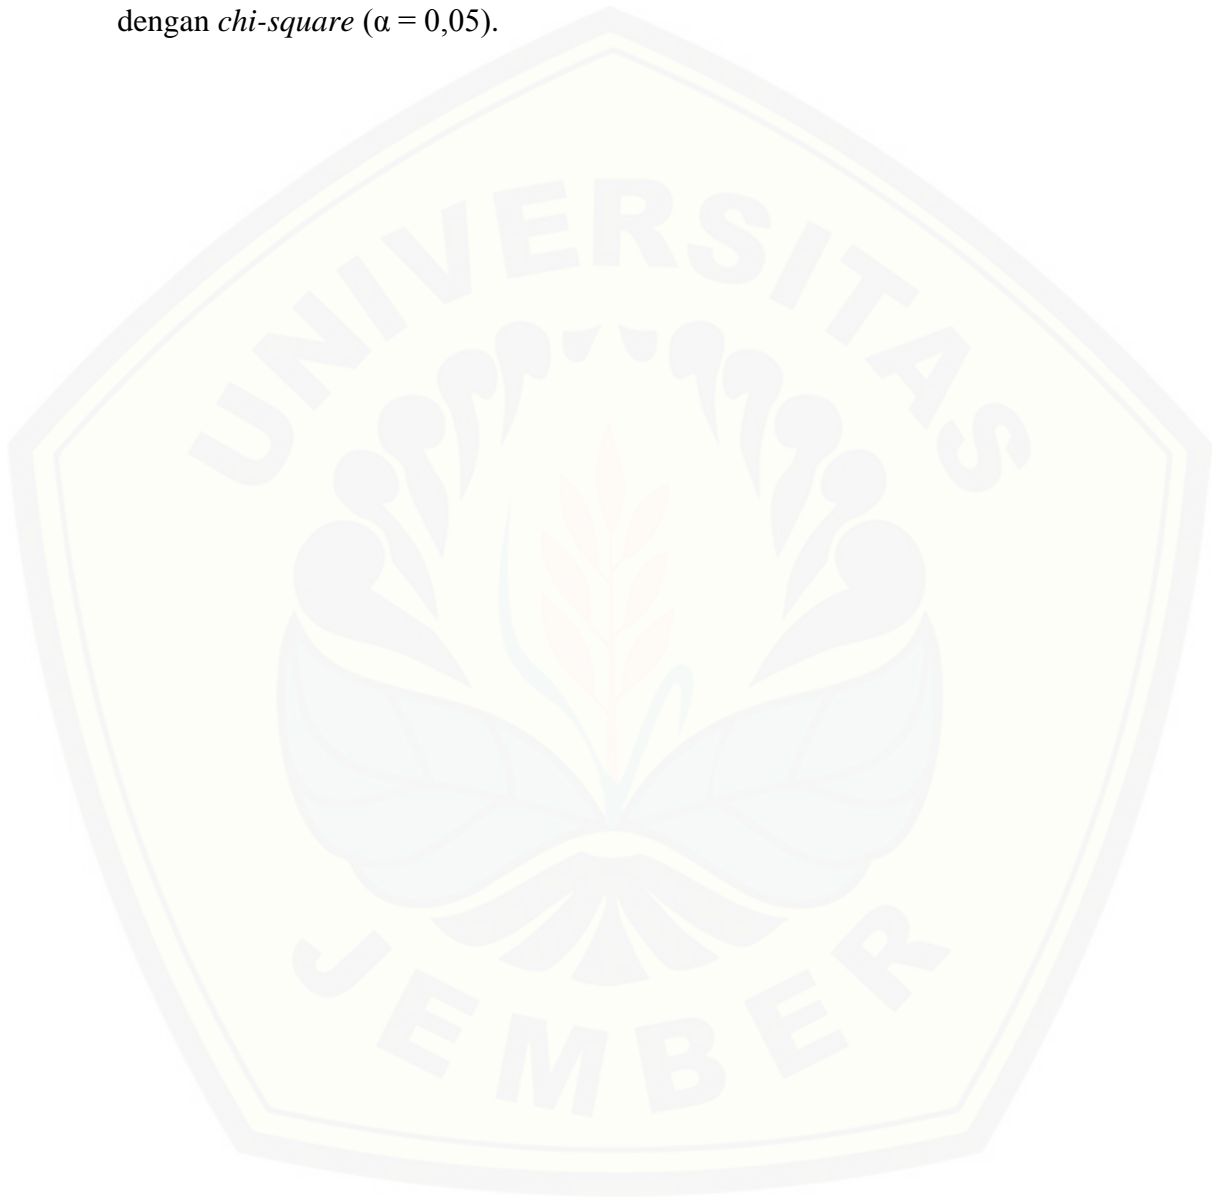 dengan chi-square (α = 0,05).
UNIVERSITAS
JEMBER